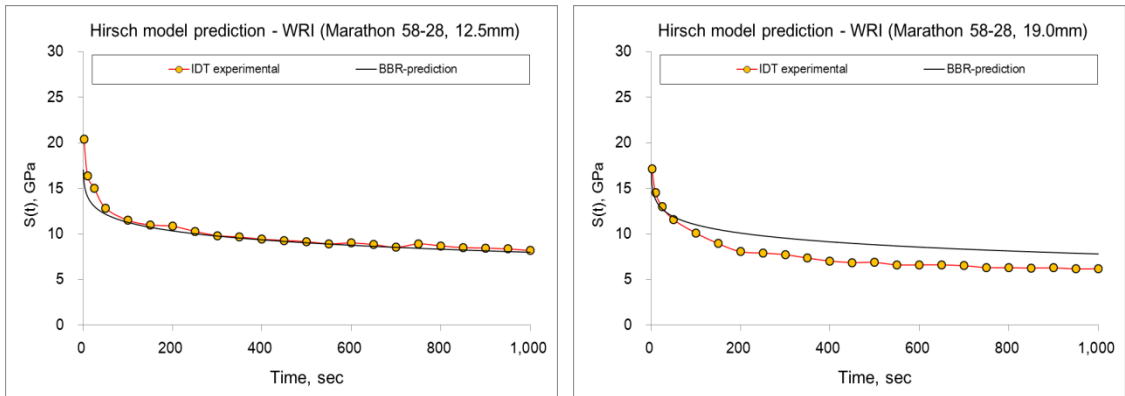 Hirsch model prediction - WRI (Marathon 58-28, 12.5mm)
IDT experimental
BBR-prediction
30
25
20
15
10
5
0
S(t), GPa
0
200
400
600
800
1,000
Time, sec
Hirsch model prediction - WRI (Marathon 58-28, 19.0mm)
IDT experimental
BBR-prediction
30
25
20
15
10
5
0
S(t), GPa
0
200
400
600
800
1,000
Time, sec